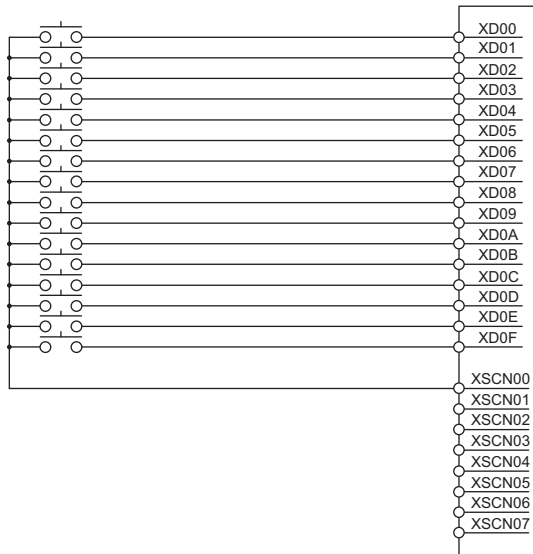 XD00
XD01
XD02
XD03
XD04
XD05
XD06
XD07
XD08
XD09
XD0A
XD0B
XD0C
XD0D
XD0E
XD0F
XSCN00
XSCN01
XSCN02
XSCN03
XSCN04
XSCN05
XSCN06
XSCN07